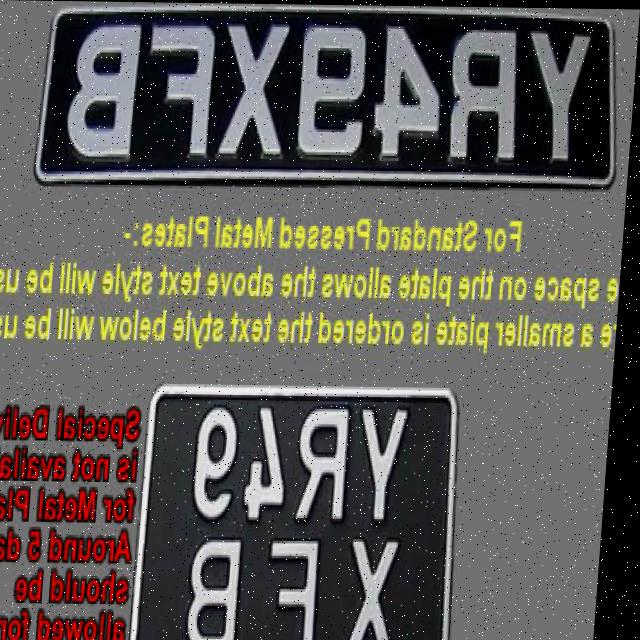 YR49XFB
For Standard Pressed Metal Plates:-
space on the plate allows the above text style will be
a smaller plate is ordered the text style below will be
YR49
XFB
Special
is not
for Metal
Around 5
should
be
allowed for